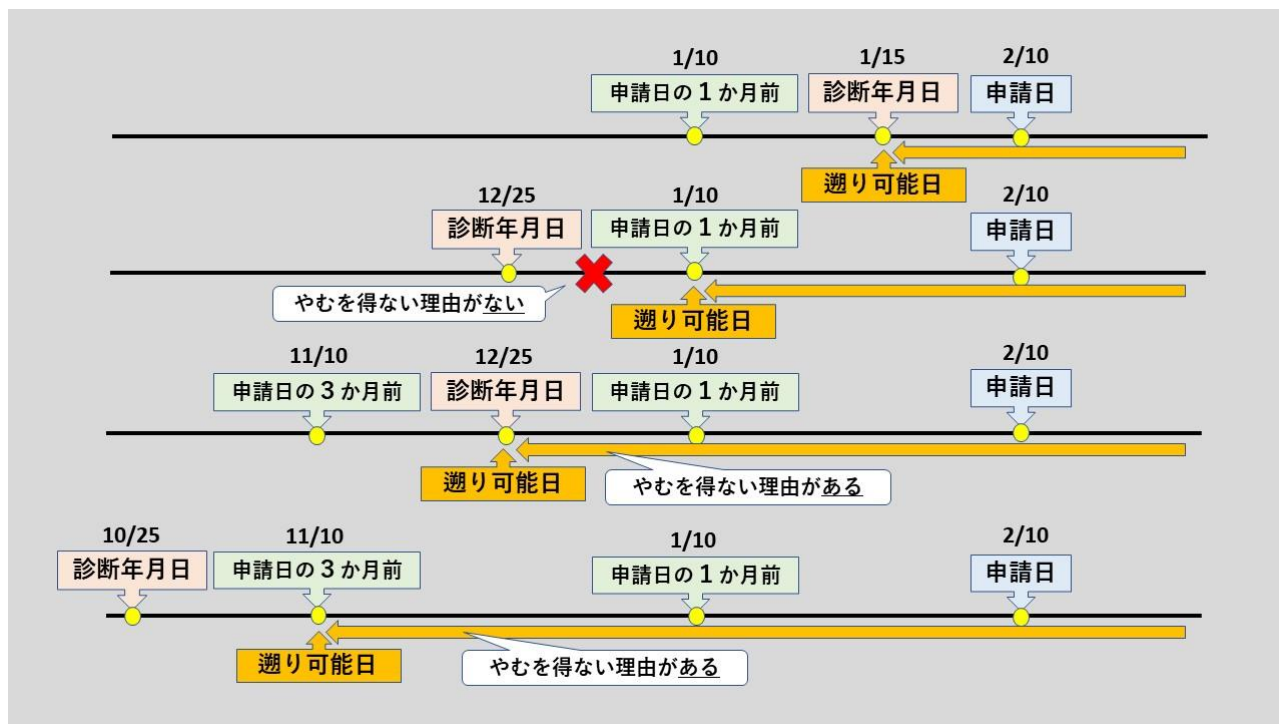 1/10 1/15 2/10
申請日の１か月前 診断年月日 申請日
遡り可能日
12/25 1/10 2/10
診断年月日 申請日の１か月前 申請日
やむを得ない理由がない
遡り可能日
11/10 12/25 1/10 2/10
申請日の３か月前 診断年月日 申請日の１か月前 申請日
遡り可能日 やむを得ない理由がある
10/25 11/10 1/10 2/10
診断年月日 申請日の３か月前 申請日の１か月前 申請日
遡り可能日 やむを得ない理由がある